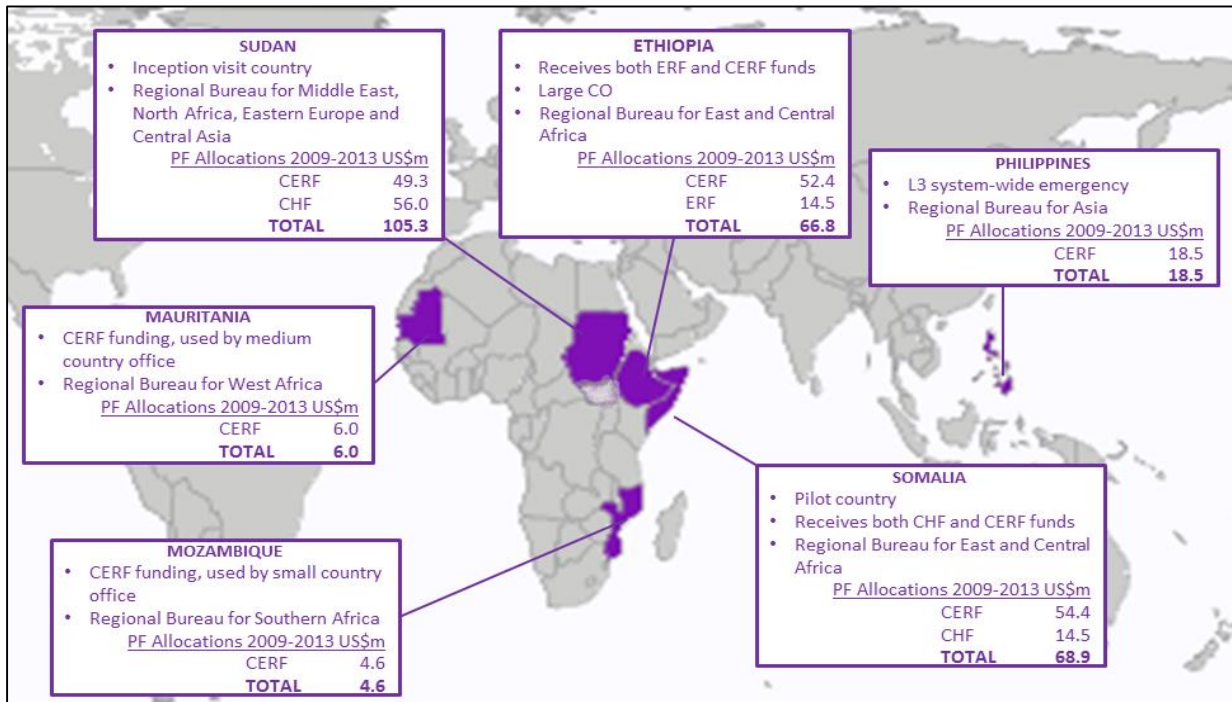 SUDAN
• Inception visit country
• Regional Bureau for Middle East,
North Africa, Eastern Europe and
Central Asia
PF Allocations 2009-2013 US$m
CERF 49.3
CHF 56.0
TOTAL 105.3
ETHIOPIA
• Receives both ERF and CERF funds
• Large CO
• Regional Bureau for East and Central
Africa
PF Allocations 2009-2013 US$m
CERF 52.4
ERF 14.5
TOTAL 66.8
PHILIPPINES
• L3 system-wide emergency
• Regional Bureau for Asia
PF Allocations 2009-2013 US$m
CERF 18.5
TOTAL 18.5
MAURITANIA
• CERF funding, used by medium
country office
• Regional Bureau for West Africa
PF Allocations 2009-2013 US$m
CERF 6.0
TOTAL 6.0
MOZAMBIQUE
• CERF funding, used by small country
office
• Regional Bureau for Southern Africa
PF Allocations 2009-2013 US$m
CERF 4.6
TOTAL 4.6
SOMALIA
• Pilot country
• Receives both CHF and CERF funds
• Regional Bureau for East and Central
Africa
PF Allocations 2009-2013 US$m
CERF 54.4
CHF 14.5
TOTAL 68.9